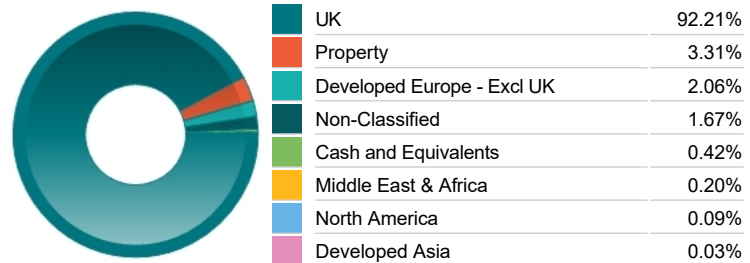 UK 92.21%
Property 3.31%
Developed Europe - Excl UK 2.06%
Non-Classified 1.67%
Cash and Equivalents 0.42%
Middle East & Africa 0.20%
North America 0.09%
Developed Asia 0.03%